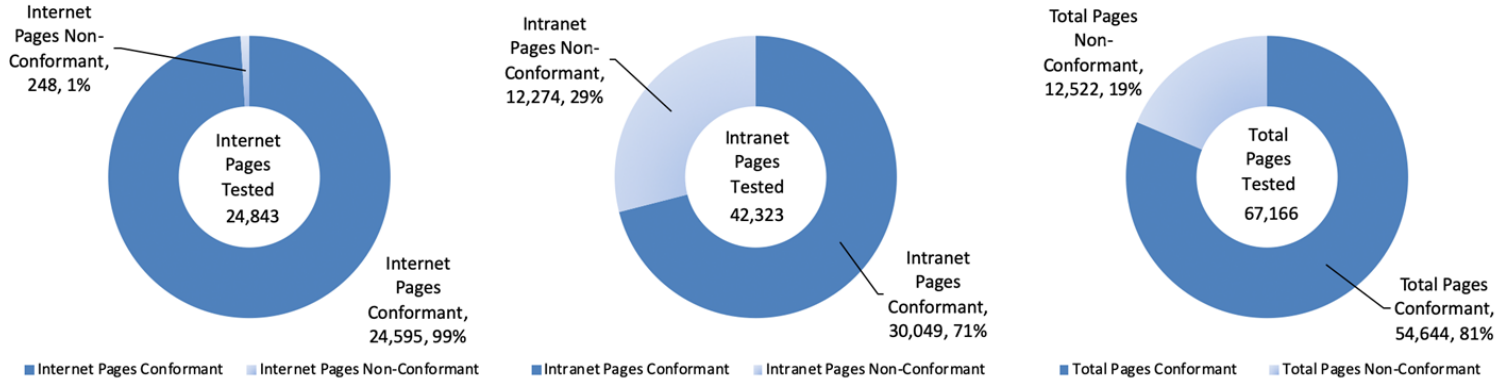 Internet
Pages Non-
Conformant,
248, 1%
Internet
Pages
Tested
24,843
Internet
Pages
Conformant,
24,595, 99%
Internet Pages Conformant
Internet Pages Non-Conformant
Intranet
Pages Non-
Conformant,
12,274, 29%
Intranet
Pages
Tested
42,323
Intranet
Pages
Conformant,
30,049, 71%
Intranet Pages Conformant
Intranet Pages Non-Conformant
Total Pages
Non-
Conformant,
12,522, 19%
Total
Pages
Tested
67,166
Total Pages
Conformant,
54,644, 81%
Total Pages Conformant
Total Pages Non-Conformant